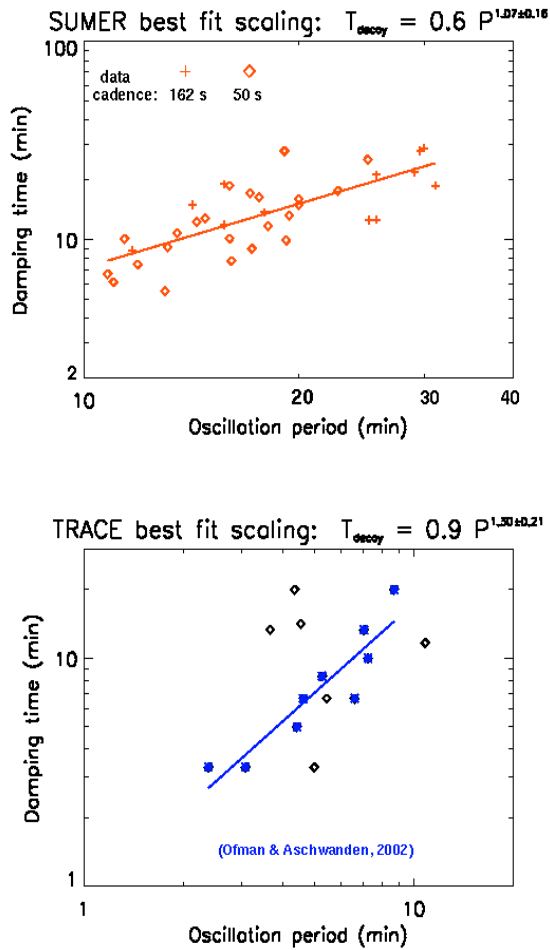 SUMER best fit scaling: T_decay = 0.6 P^1.07±0.16
100
data
cadence: 162 s 50 s
Damping time (min)
10
2
10 20 30 40
Oscillation period (min)
TRACE best fit scaling: T_decay = 0.9 P^1.30±0.21
10
Damping time (min)
(Ofman & Aschwanden, 2002)
1
1 10
Oscillation period (min)